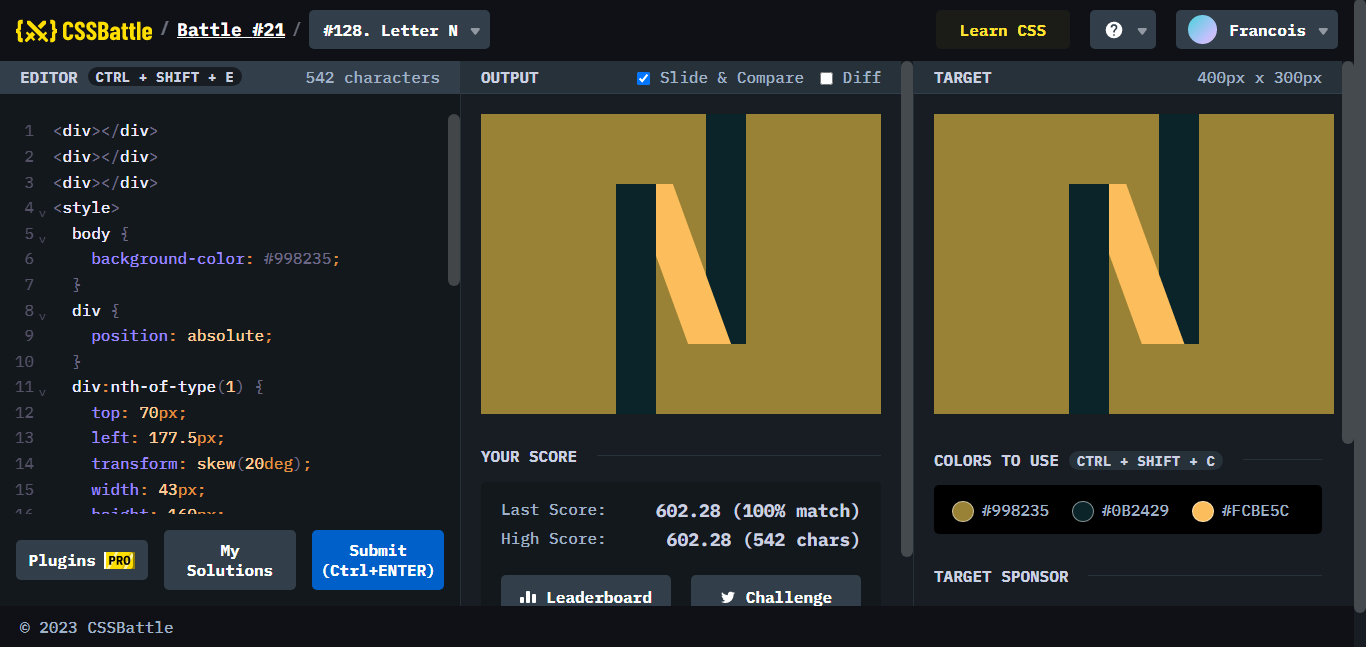 {X} CSSBattle / Battle #21 / #128. Letter N ▼ Learn CSS ? ▼ Francois ▼
EDITOR CTRL + SHIFT + E 542 characters
OUTPUT Slide & Compare Diff
TARGET 400px x 300px
1 <div></div>
2 <div></div>
3 <div></div>
4 <style>
5 body {
6 background-color: #998235;
7 }
8 div {
9 position: absolute;
10 }
11 div:nth-of-type(1) {
12 top: 70px;
13 left: 177.5px;
14 transform: skew(20deg);
15 width: 43px;
16 height: 160px;
Plugins PRO
My Solutions
Submit (Ctrl+ENTER)
YOUR SCORE
Last Score: 602.28 (100% match)
High Score: 602.28 (542 chars)
Leaderboard Challenge
COLORS TO USE CTRL + SHIFT + C
#998235 #0B2429 #FCBE5C
TARGET SPONSOR
© 2023 CSSBattle